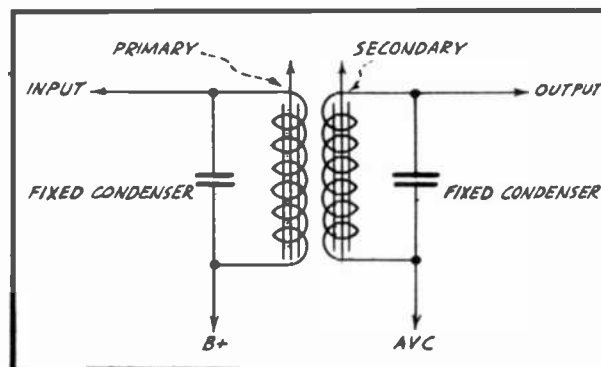 PRIMARY
SECONDARY
INPUT
OUTPUT
FIXED CONDENSER
FIXED CONDENSER
B+
AVC